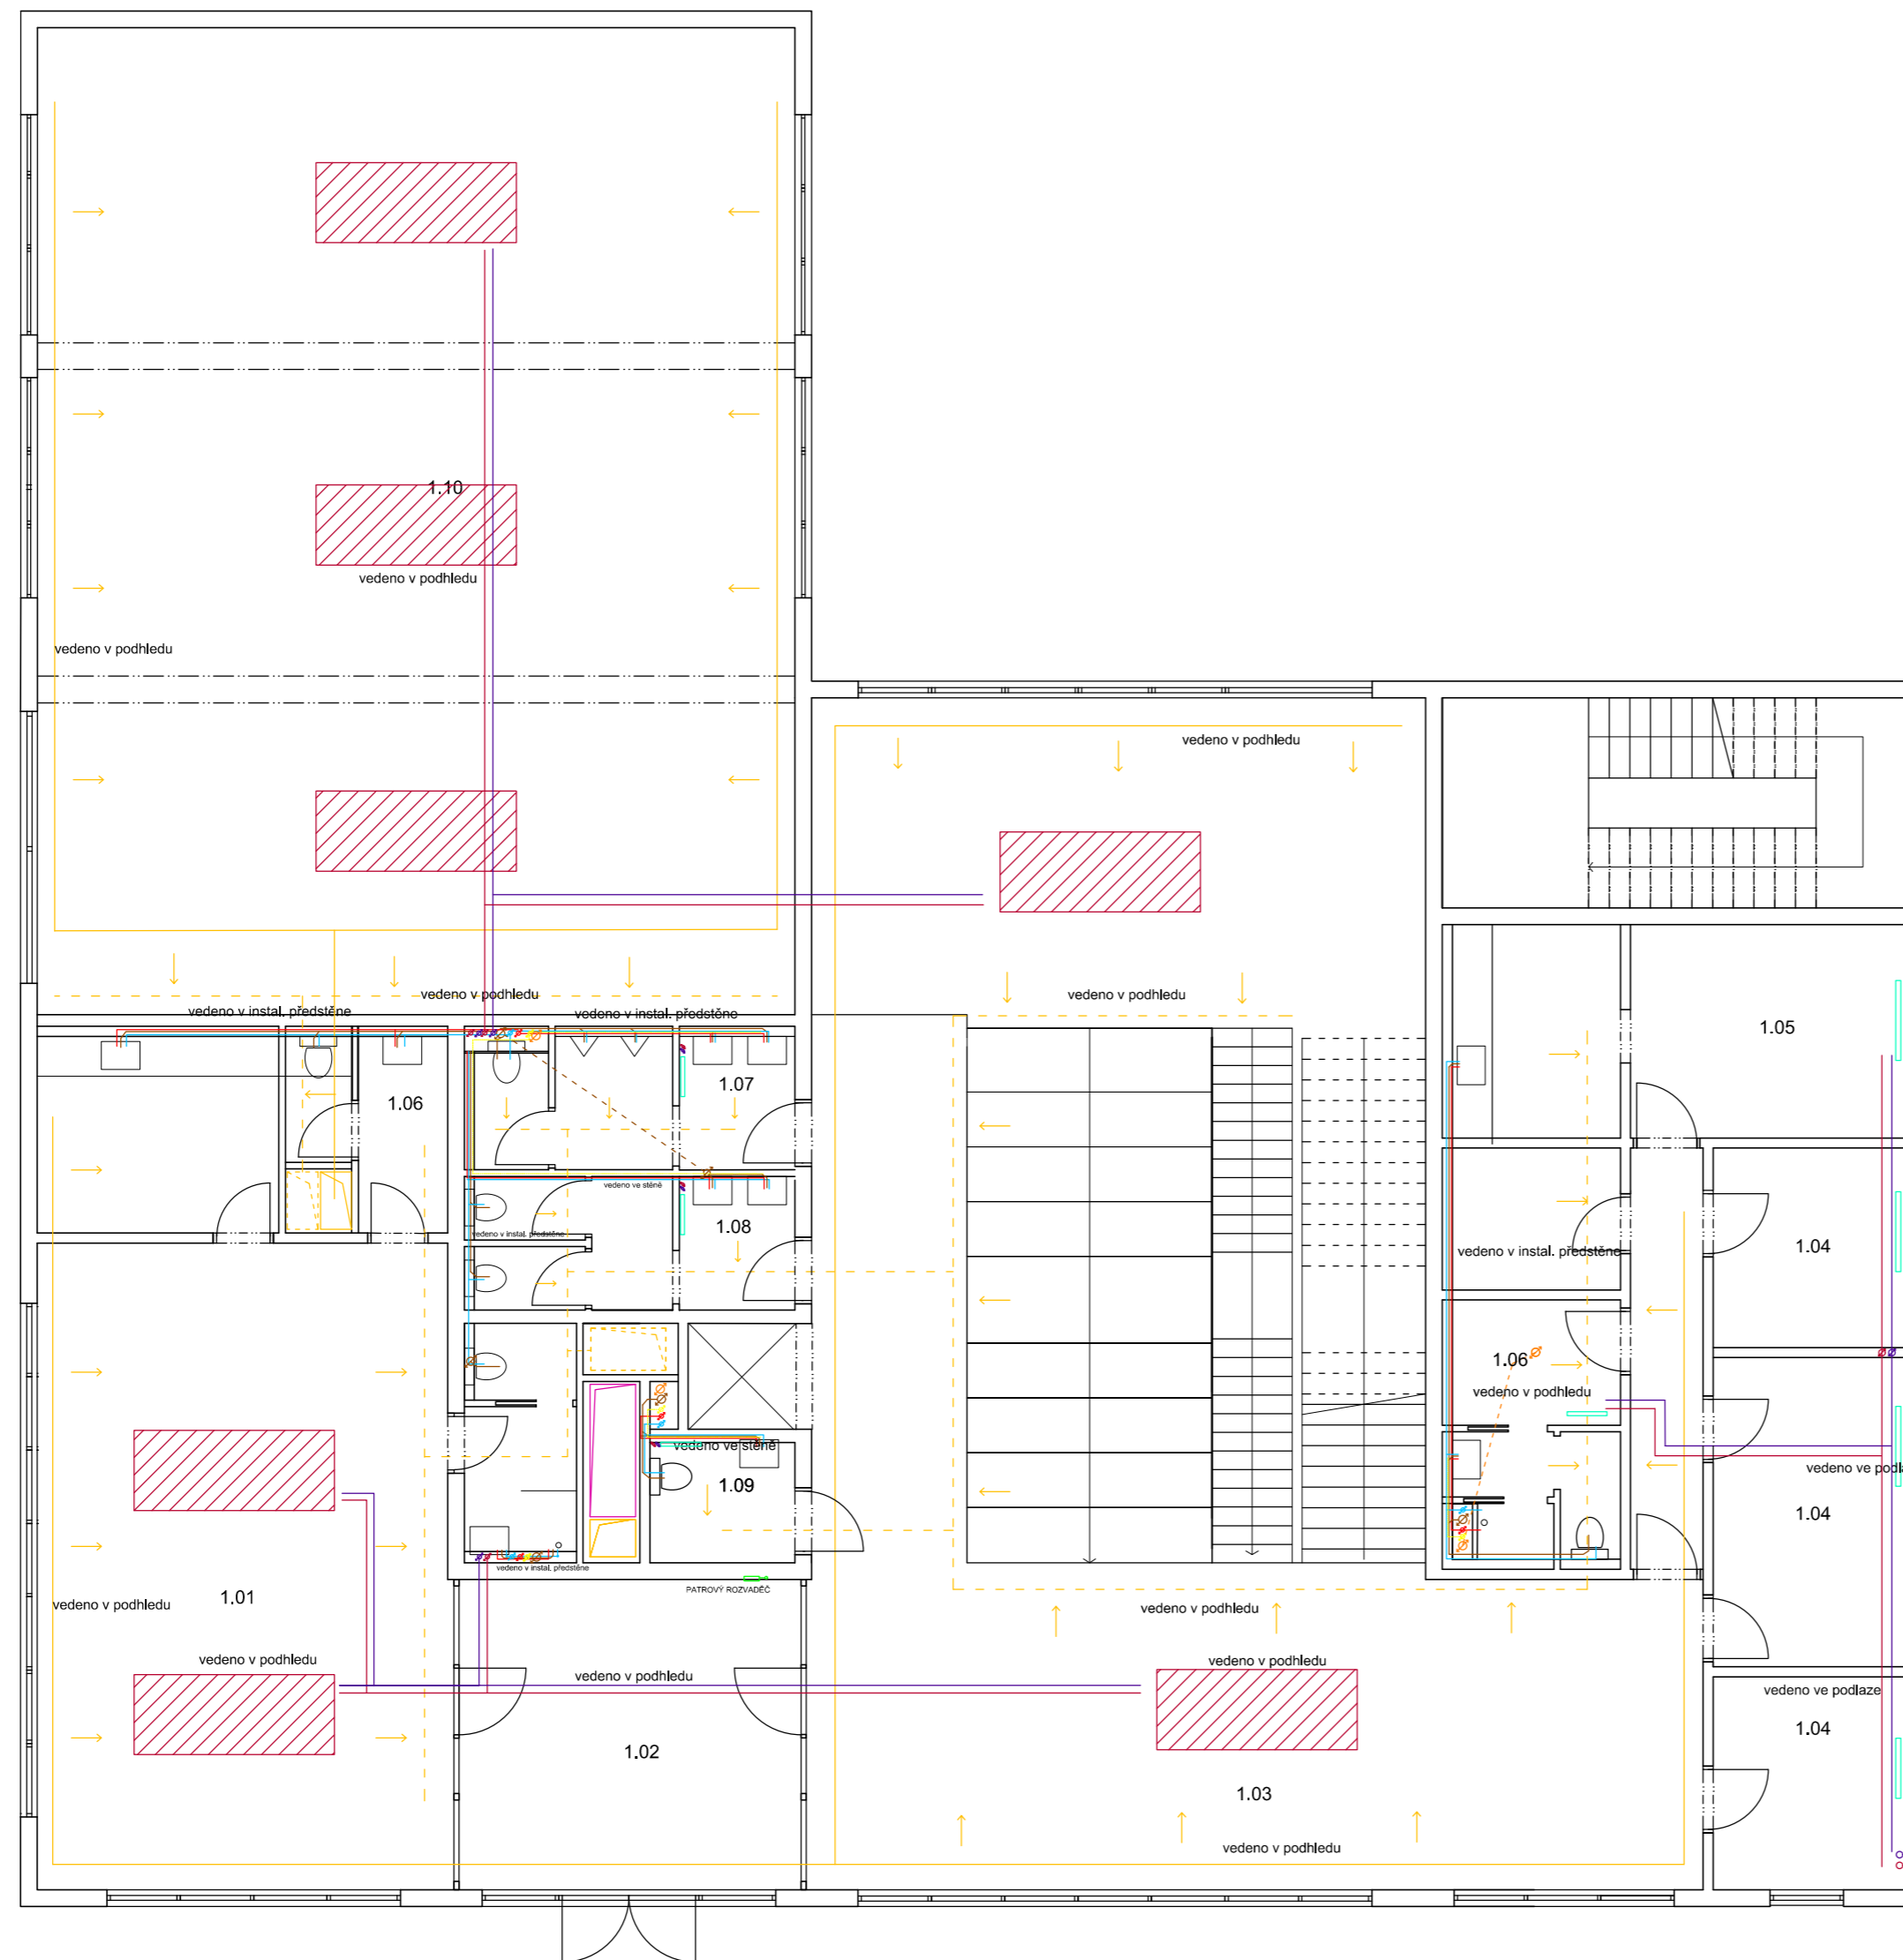 1.10
vedeno v podhledu
vedeno v podhledu
vedeno v podhledu
vedeno v podhledu
vedeno v podhledu
vedeno v instal. předstěne
vedeno v instal. předstěne
1.05
1.07
1.06
vedeno ve stěně
1.08
vedeno v instal. předstěne
vedeno v instal. předstěne
1.04
1.06
vedeno v podhledu
vedeno ve stěně
vedeno ve podla
1.09
1.04
vedeno v instal. předstěne
PATROVÝ ROZVADĚČ
1.01
vedeno v podhledu
vedeno v podhledu
vedeno v podhledu
vedeno v podhledu
vedeno v podhledu
vedeno ve podlaze
1.04
1.02
1.03
vedeno v podhledu